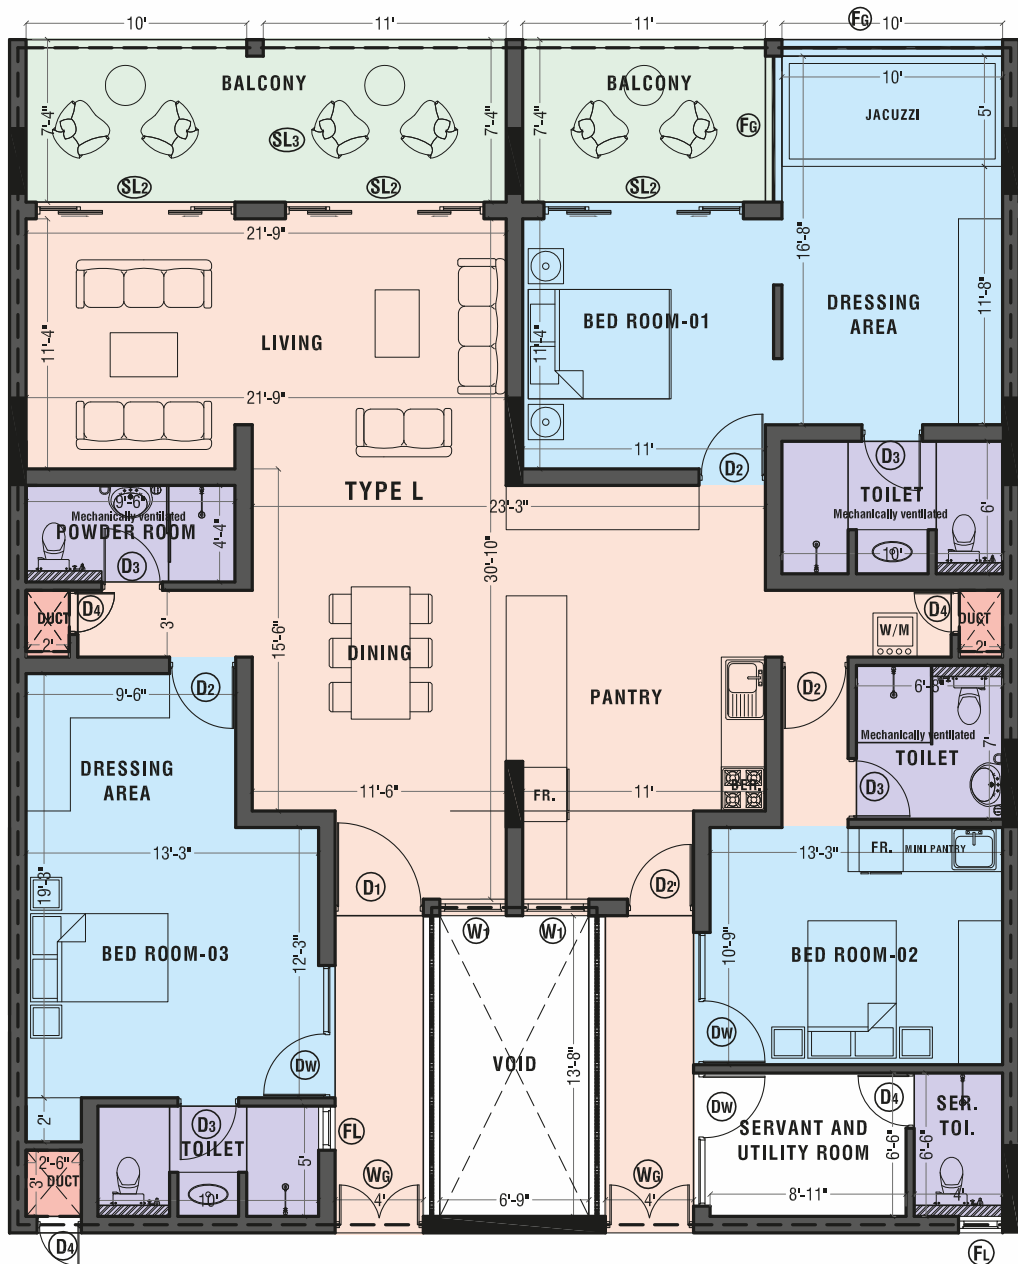 10'
11'
11'
FG
10'
BALCONY
7'-4"
7'-4"
SL3
SL2
SL2
BALCONY
7'-4"
FG
SL2
10'
JACUZZI
5'
21'-9"
11'-4"
LIVING
21'-9"
BED ROOM-01
11'-4"
11'
D2
16'-8"
DRESSING
AREA
11'-8"
TYPE L
23'-3"
30'-10"
9'-6"
Mechanically ventilated
POWDER ROOM
4'-4"
D3
D3
TOILET
Mechanically ventilated
6'
10'
DUCT
2'
D4
3'
15'-6"
DINING
PANTRY
W/M
D4
DUCT
2'
9'-6"
D2
D2
6'-8"
Mechanically ventilated
TOILET
7'
D3
DRESSING
AREA
11'-6"
FR.
11'
13'-3"
19'-3"
D1
D2'
13'-3"
FR.
MINI PANTRY
W1
W1
BED ROOM-03
12'-3"
10'-9"
BED ROOM-02
DW
VOID
13'-8"
DW
2'
D3
TOILET
5'
10'
FL
2'-6"
3'
DUCT
D4
WG
4'
6'-9"
WG
4'
DW
D4
SERVANT AND
UTILITY ROOM
6'-6"
8'-11"
SER.
TOI.
6'-6"
4'
FL